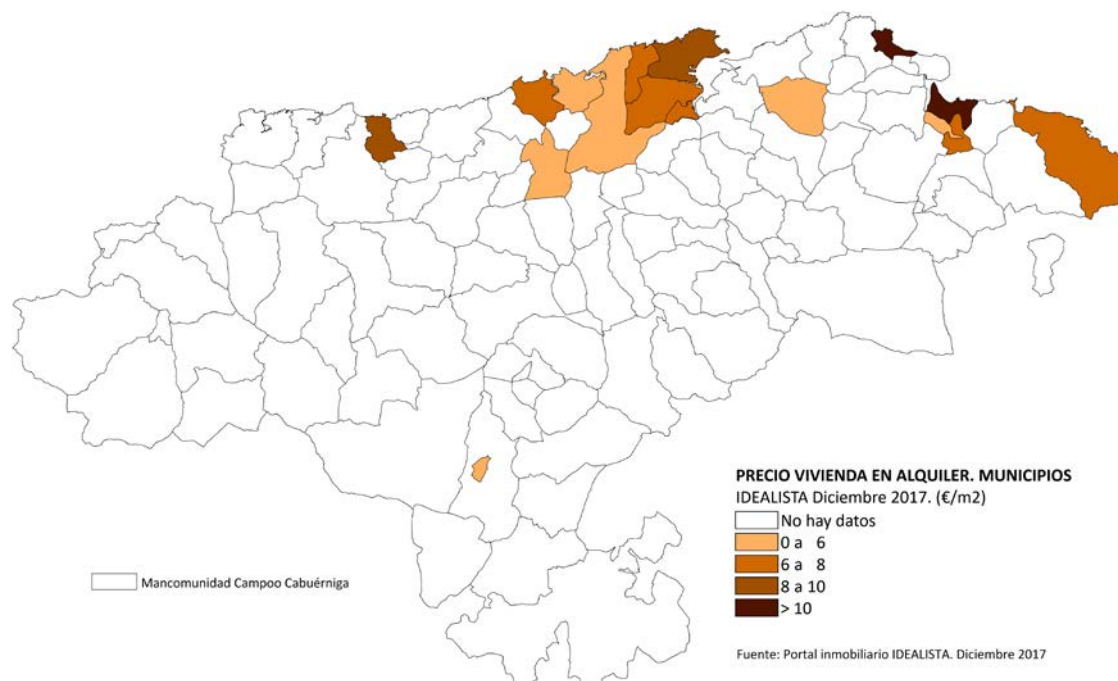 PRECIO VIVIENDA EN ALQUILER. MUNICIPIOS
IDEALISTA Diciembre 2017. (€/m2)
No hay datos
0 a 6
6 a 8
8 a 10
> 10
Mancomunidad Campoo Cabuérniga
Fuente: Portal inmobiliario IDEALISTA. Diciembre 2017